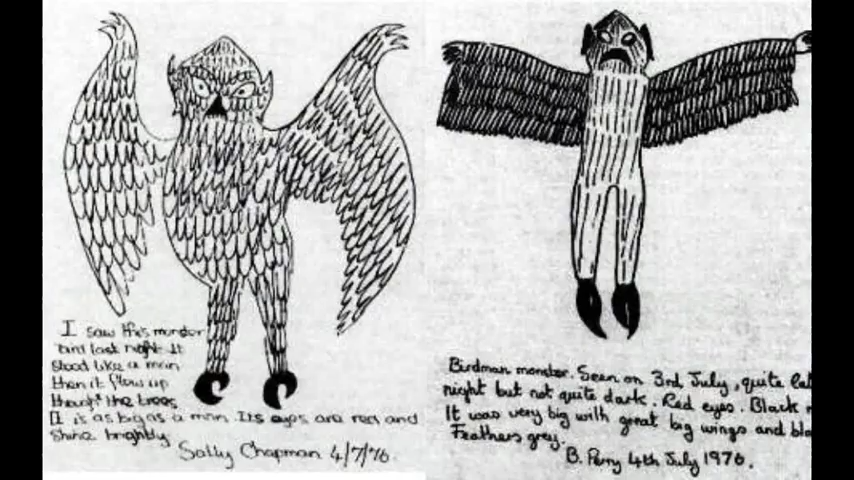 I saw this monster
bird last night. It
stood like a man
then it flew up
through the trees
It is as big as a man. Its eyes are red and
shine brightly
Sally Chapman 4/7/76.
Birdman monster. Seen on 3rd July, quite lat
night but not quite dark. Red eyes. Black
It was very big with great big wings and bla
Feathers grey.
B. Perry 4th July 1976.